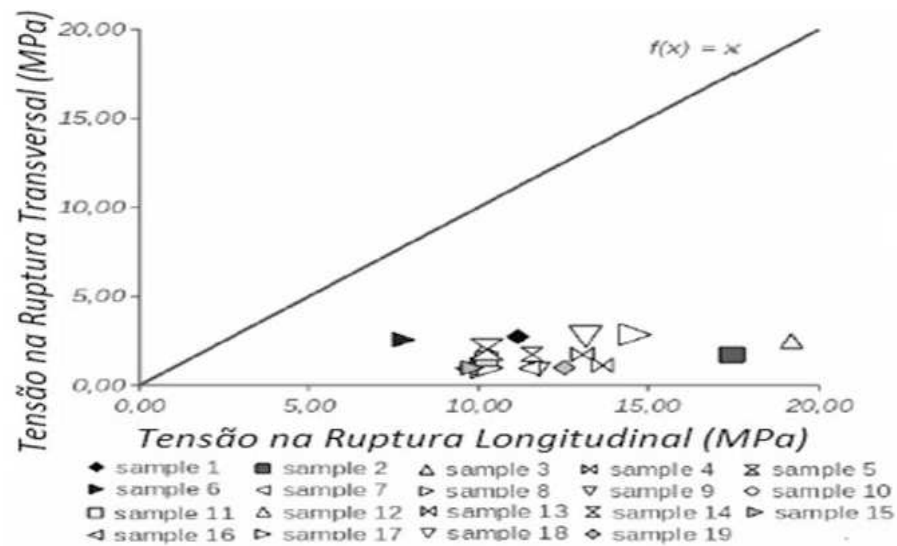 Tensão na Ruptura Transversal (MPa)
20,00
15,00
10,00
5,00
0,00
f(x) = x
0,00 5,00 10,00 15,00 20,00
Tensão na Ruptura Longitudinal (MPa)
sample 1 sample 2 sample 3 sample 4 sample 5
sample 6 sample 7 sample 8 sample 9 sample 10
sample 11 sample 12 sample 13 sample 14 sample 15
sample 16 sample 17 sample 18 sample 19